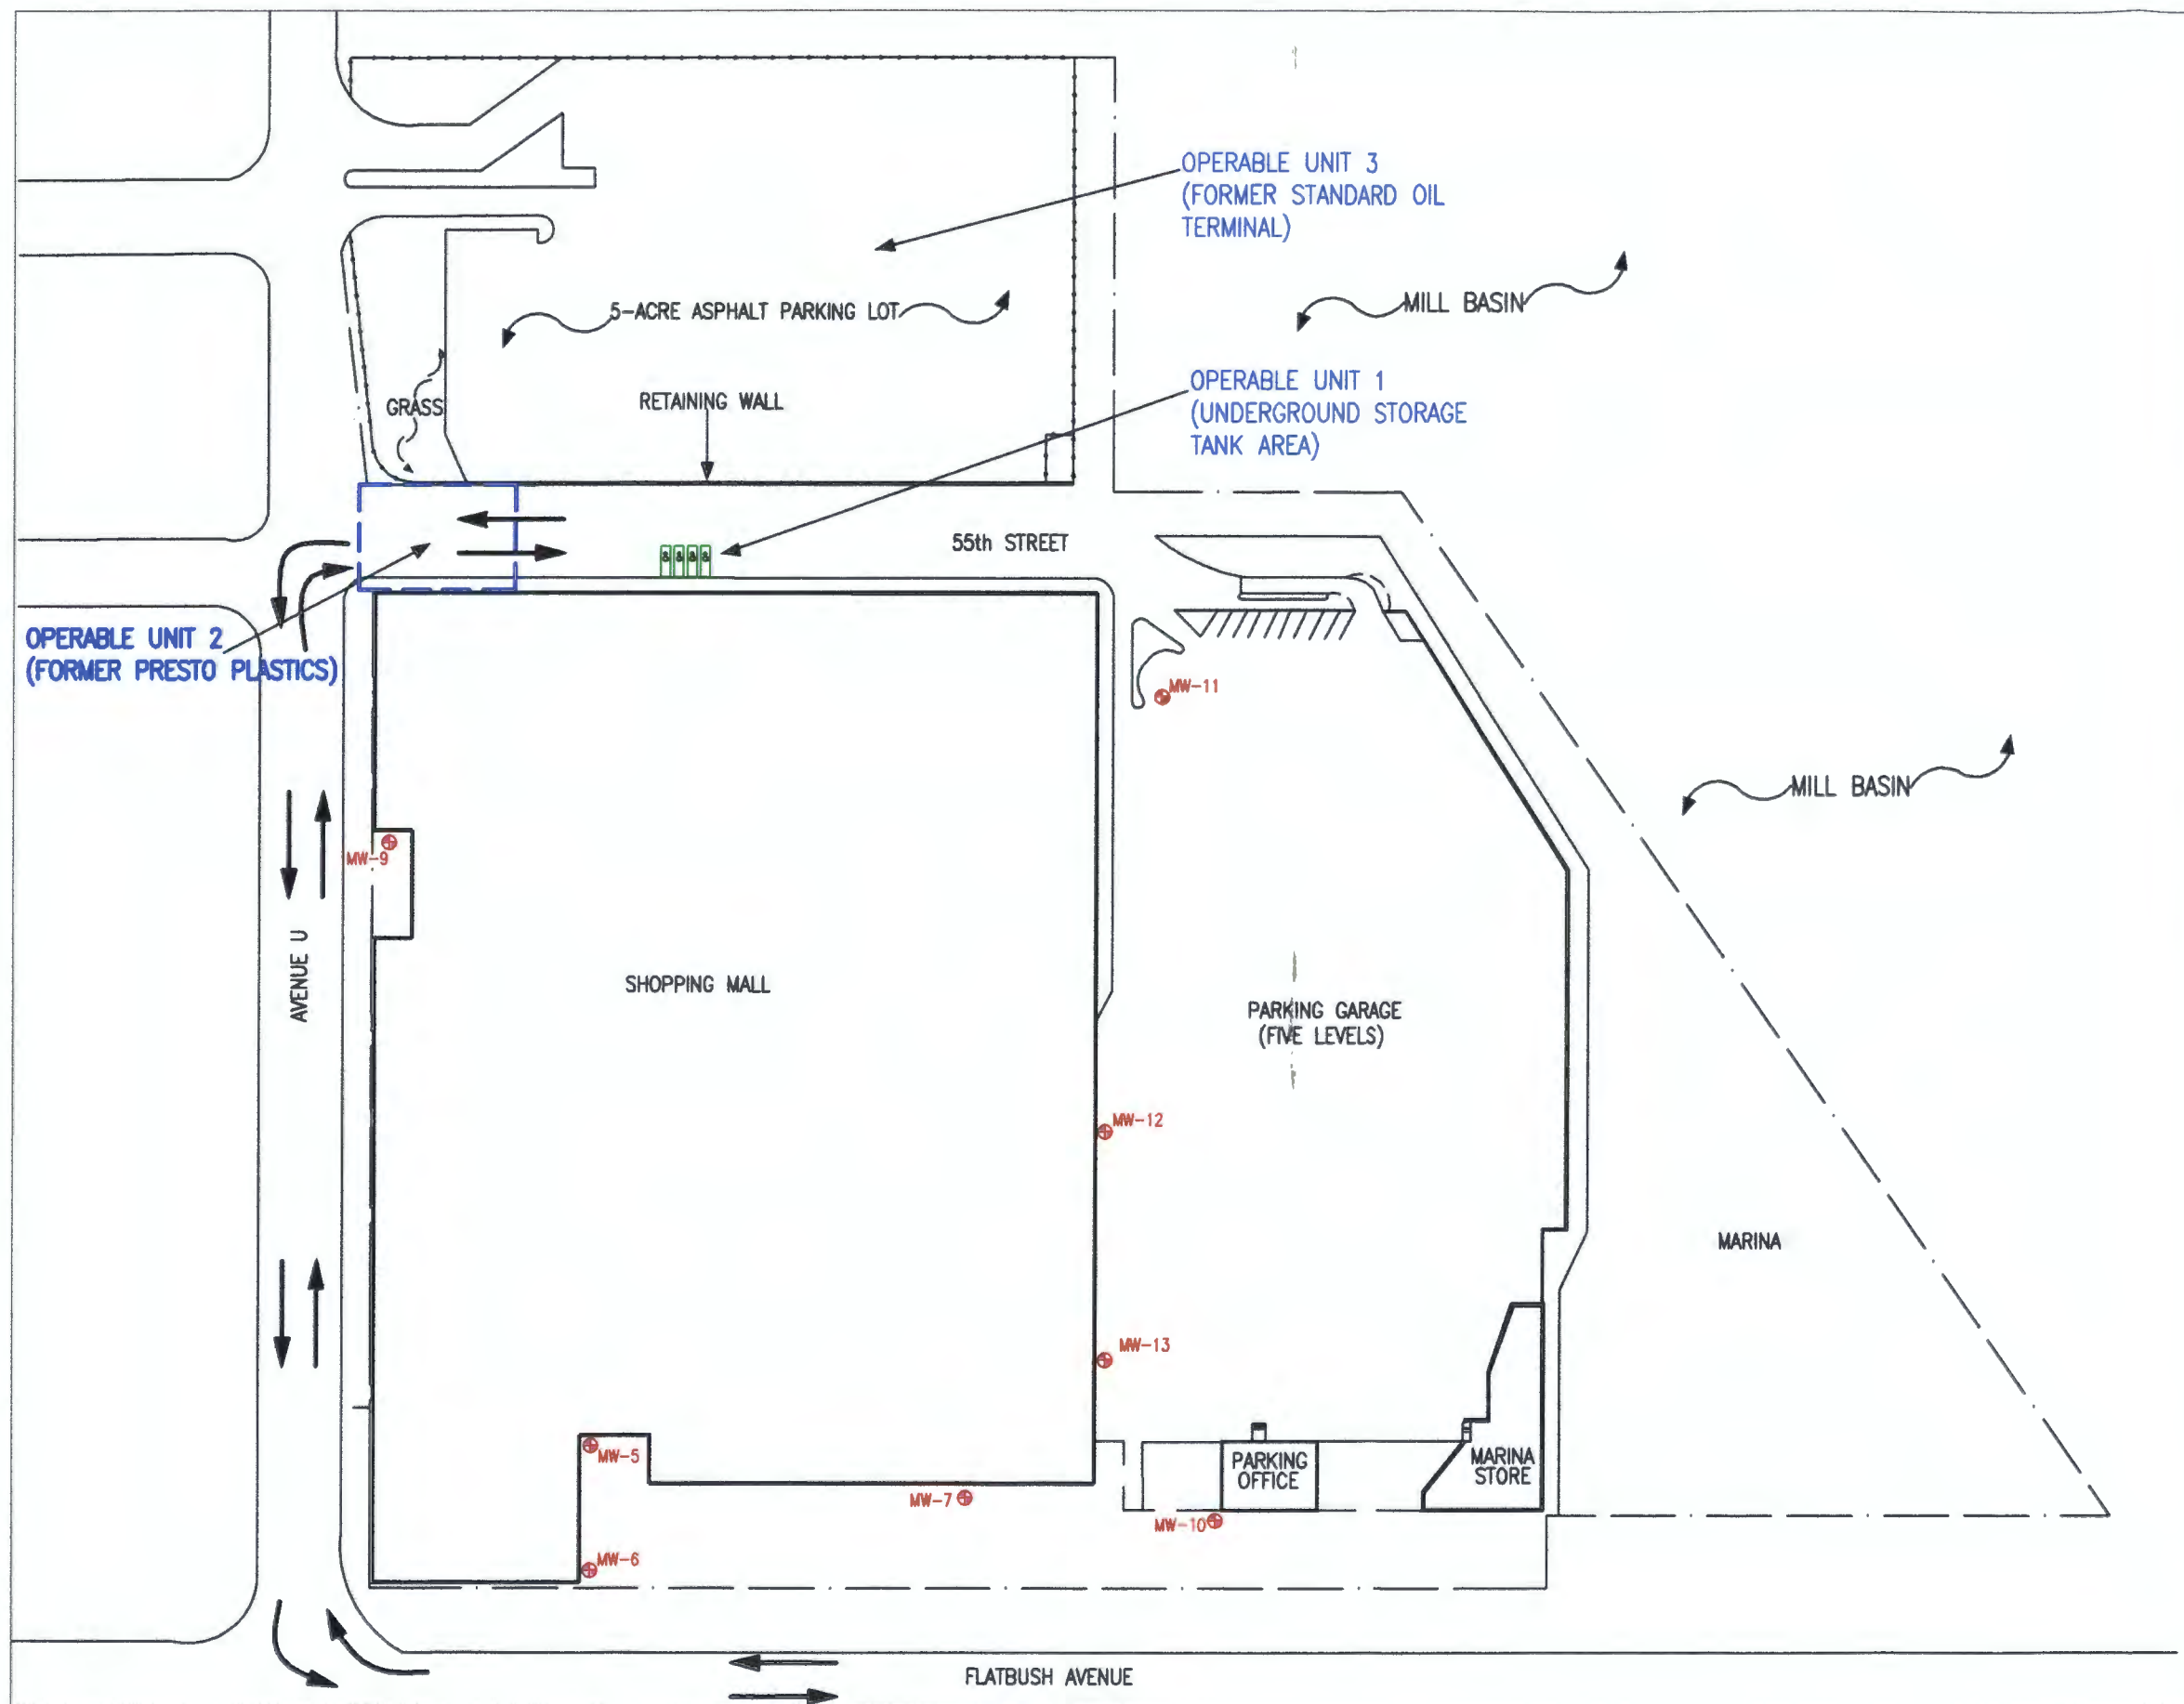 OPERABLE UNIT 3
(FORMER STANDARD OIL
TERMINAL)
5-ACRE ASPHALT PARKING LOT
MILL BASIN
OPERABLE UNIT 1
(UNDERGROUND STORAGE
TANK AREA)
GRASS
RETAINING WALL
55th STREET
OPERABLE UNIT 2
(FORMER PRESTO PLASTICS)
MW-11
MILL BASIN
MW-9
AVENUE U
SHOPPING MALL
PARKING GARAGE
(FIVE LEVELS)
MW-12
MARINA
MW-13
MW-5
PARKING
OFFICE
MARINA
STORE
MW-7
MW-10
MW-6
FLATBUSH AVENUE